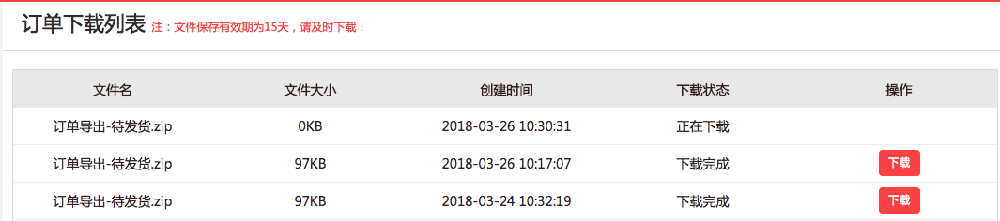 订单下载列表 注：文件保存有效期为15天，请及时下载！
文件名 文件大小 创建时间 下载状态 操作
订单导出-待发货.zip 0KB 2018-03-26 10:30:31 正在下载
订单导出-待发货.zip 97KB 2018-03-26 10:17:07 下载完成 下载
订单导出-待发货.zip 97KB 2018-03-24 10:32:19 下载完成 下载